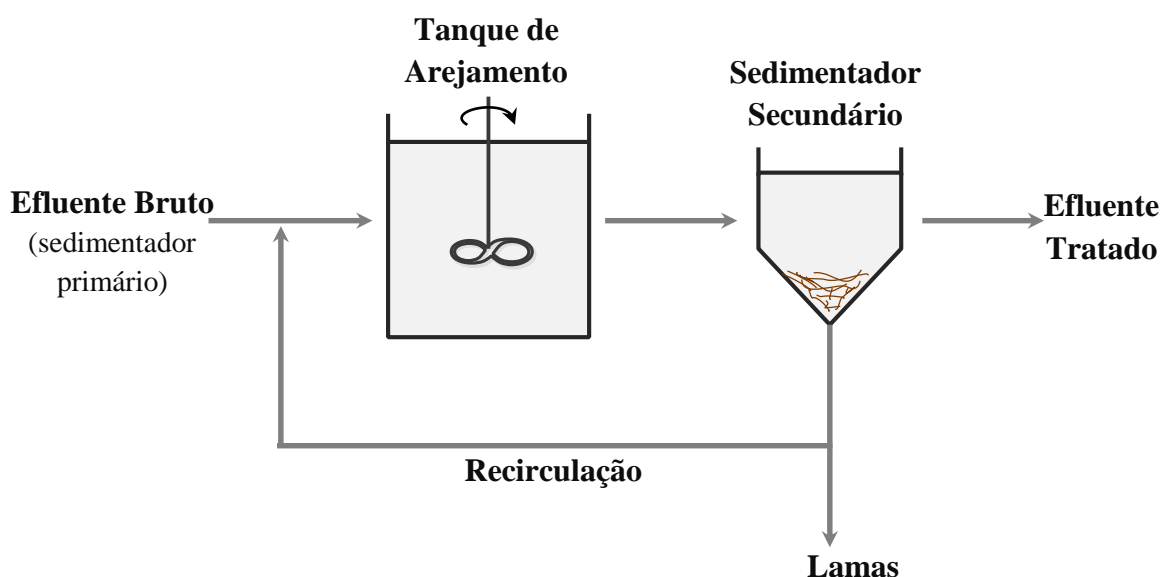 Tanque de
Arejamento
Sedimentador
Secundário
Efluente Bruto
(sedimentador
primário)
Efluente
Tratado
Recirculação
Lamas